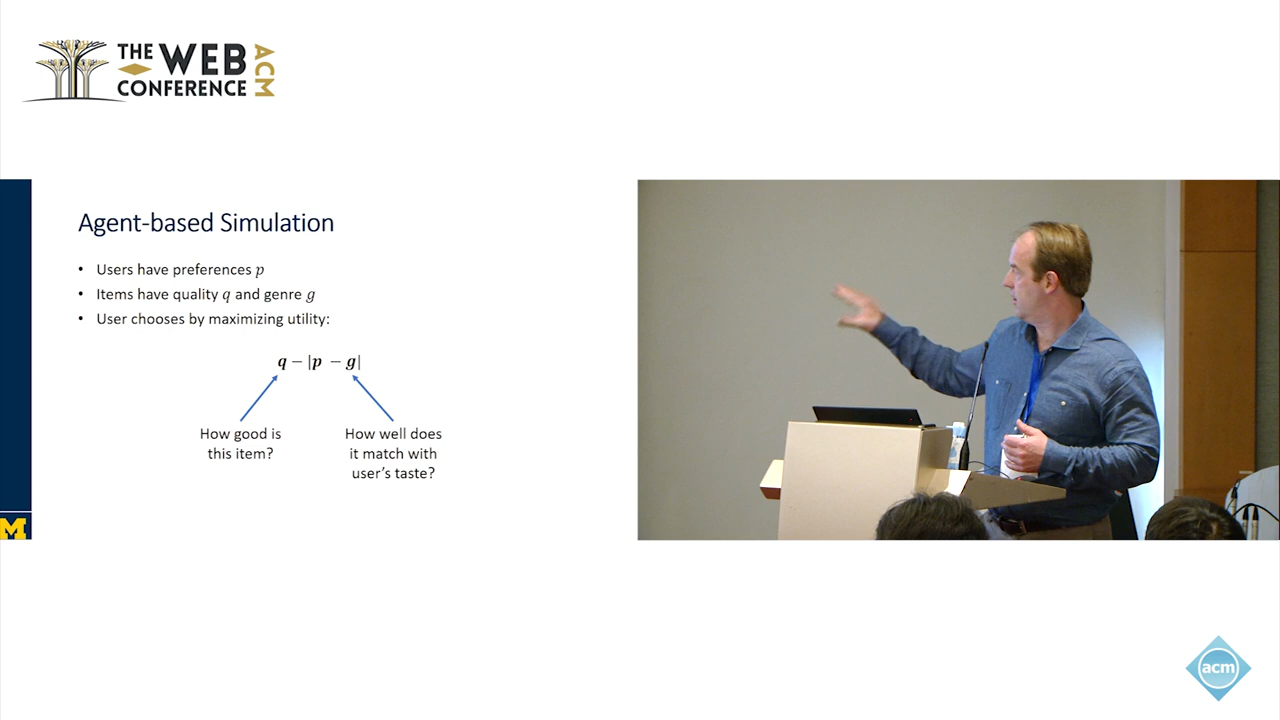 THE WEB
CONFERENCE
ACM
Agent-based Simulation
• Users have preferences p
• Items have quality q and genre g
• User chooses by maximizing utility:
q − |p − g|
How good is
this item?
How well does
it match with
user's taste?
M
acm